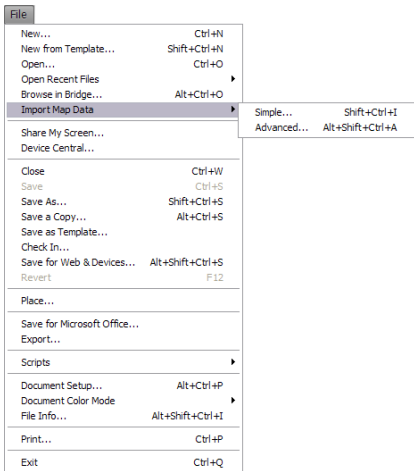 File
New... Ctrl+N
New from Template... Shift+Ctrl+N
Open... Ctrl+O
Open Recent Files
Browse in Bridge... Alt+Ctrl+O
Import Map Data
Simple... Shift+Ctrl+I
Advanced... Alt+Shift+Ctrl+A
Share My Screen...
Device Central...
Close Ctrl+W
Save Ctrl+S
Save As... Shift+Ctrl+S
Save a Copy... Alt+Ctrl+S
Save as Template...
Check In...
Save for Web & Devices... Alt+Shift+Ctrl+S
Revert F12
Place...
Save for Microsoft Office...
Export...
Scripts
Document Setup... Alt+Ctrl+P
Document Color Mode
File Info... Alt+Shift+Ctrl+I
Print... Ctrl+P
Exit Ctrl+Q